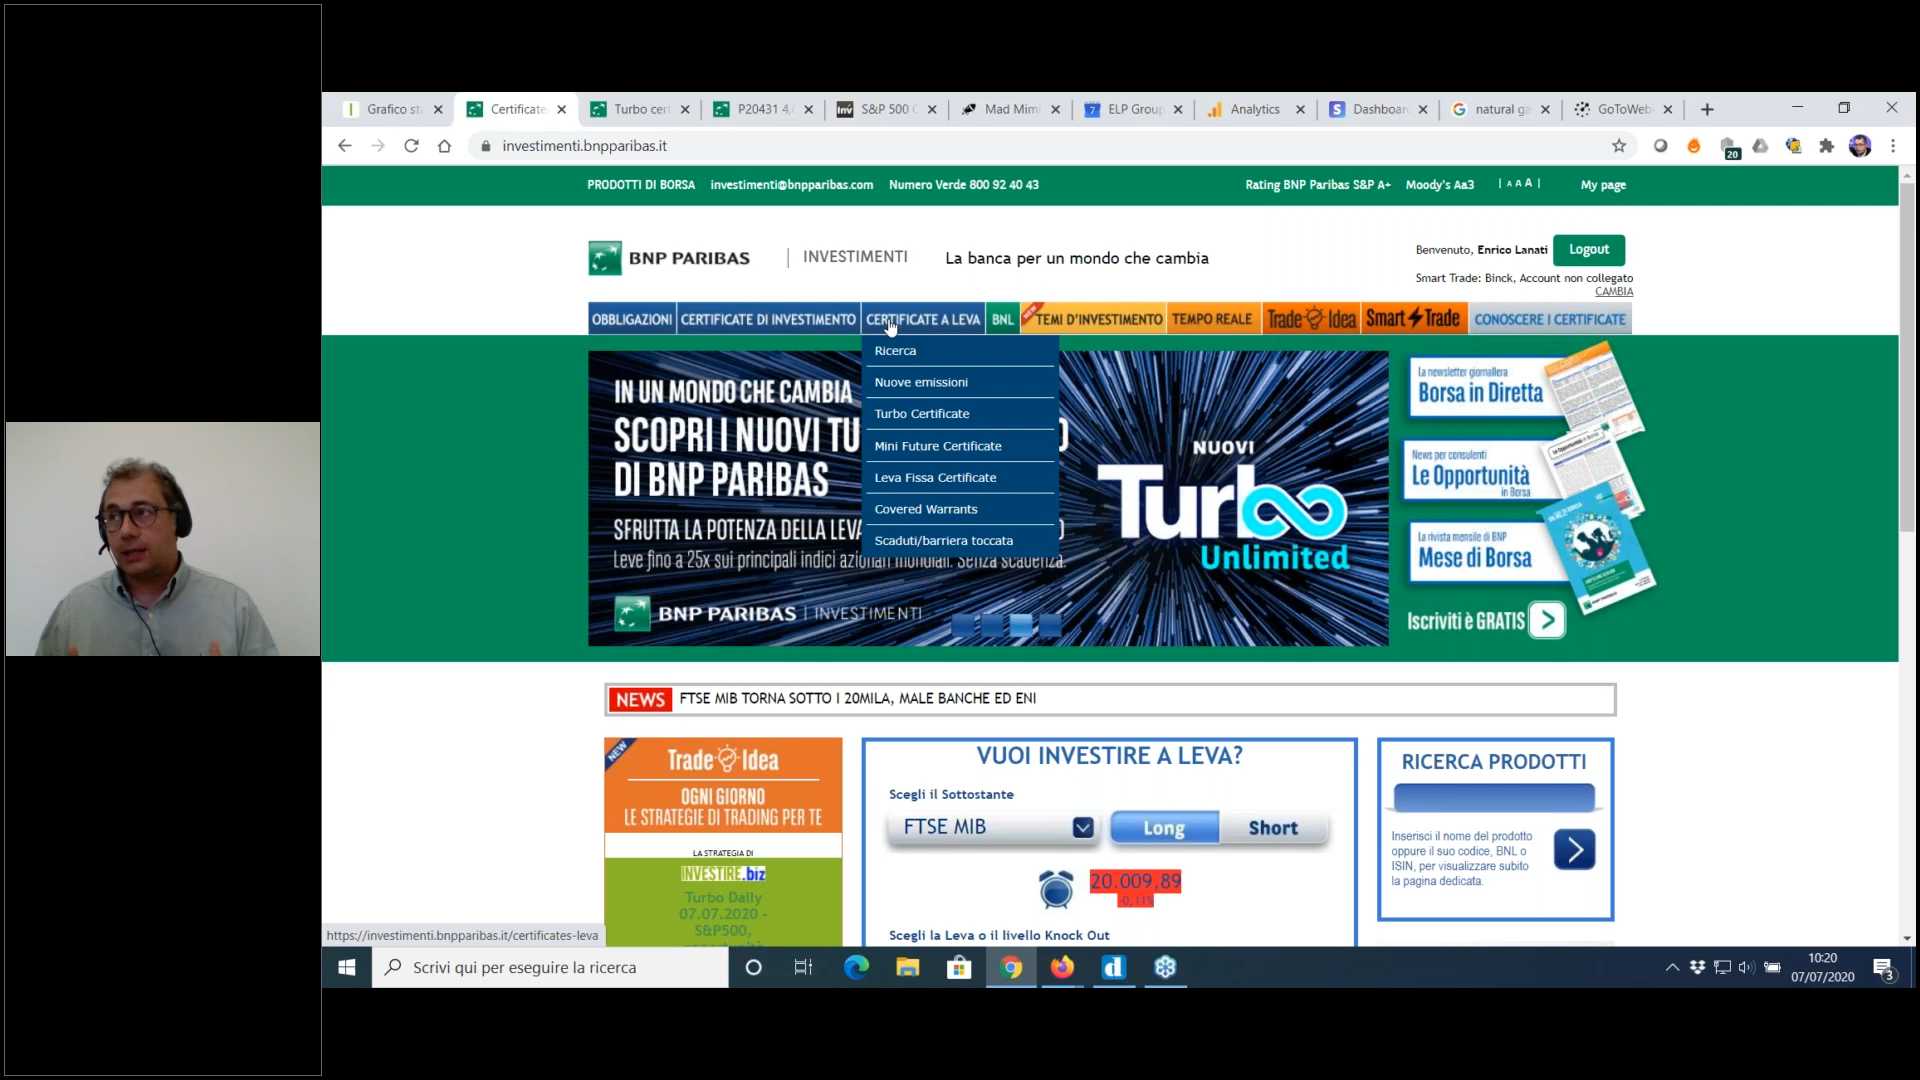 Grafico sta
Certificate
Turbo cert
P20431 4,
S&P 500 C
Mad Mimi
ELP Group
Analytics
Dashboar
natural ga
GoToWeb
investimenti.bnpparibas.it
20
PRODOTTI DI BORSA investimenti@bnpparibas.com Numero Verde 800 92 40 43
Rating BNP Paribas S&P A+ Moody's Aa3 | A A A | My page
BNP PARIBAS | INVESTIMENTI La banca per un mondo che cambia
Benvenuto, Enrico Lanati Logout
Smart Trade: Binck, Account non collegato
CAMBIA
OBBLIGAZIONI CERTIFICATE DI INVESTIMENTO CERTIFICATE A LEVA BNL TEMI D'INVESTIMENTO TEMPO REALE Trade Idea Smart Trade CONOSCERE I CERTIFICATE
Ricerca
Nuove emissioni
Turbo Certificate
Mini Future Certificate
Leva Fissa Certificate
Covered Warrants
Scaduti/barriera toccata
IN UN MONDO CHE CAMBIA
SCOPRI I NUOVI TU
DI BNP PARIBAS
SFRUTTA LA POTENZA DELLA LEVA
Leve fino a 25x sui principali indici azionari mondiali. Senza scadenza.
BNP PARIBAS | INVESTIMENTI
NUOVI
Turbo
Unlimited
La newsletter giornaliera
Borsa in Diretta
News per consulenti
Le Opportunità
in Borsa
La rivista mensile di BNP
Mese di Borsa
Iscriviti è GRATIS
NEWS FTSE MIB TORNA SOTTO I 20MILA, MALE BANCHE ED ENI
NEW
Trade Idea
OGNI GIORNO
LE STRATEGIE DI TRADING PER TE
LA STRATEGIA DI
INVESTIRE.biz
Turbo Daily
07.07.2020 -
S&P500,
VUOI INVESTIRE A LEVA?
Scegli il Sottostante
FTSE MIB Long Short
20.009,89
-0,11%
Scegli la Leva o il livello Knock Out
RICERCA PRODOTTI
Inserisci il nome del prodotto
oppure il suo codice, BNL o
ISIN, per visualizzare subito
la pagina dedicata.
https://investimenti.bnpparibas.it/certificates-leva
Scrivi qui per eseguire la ricerca
10:20
07/07/2020
3